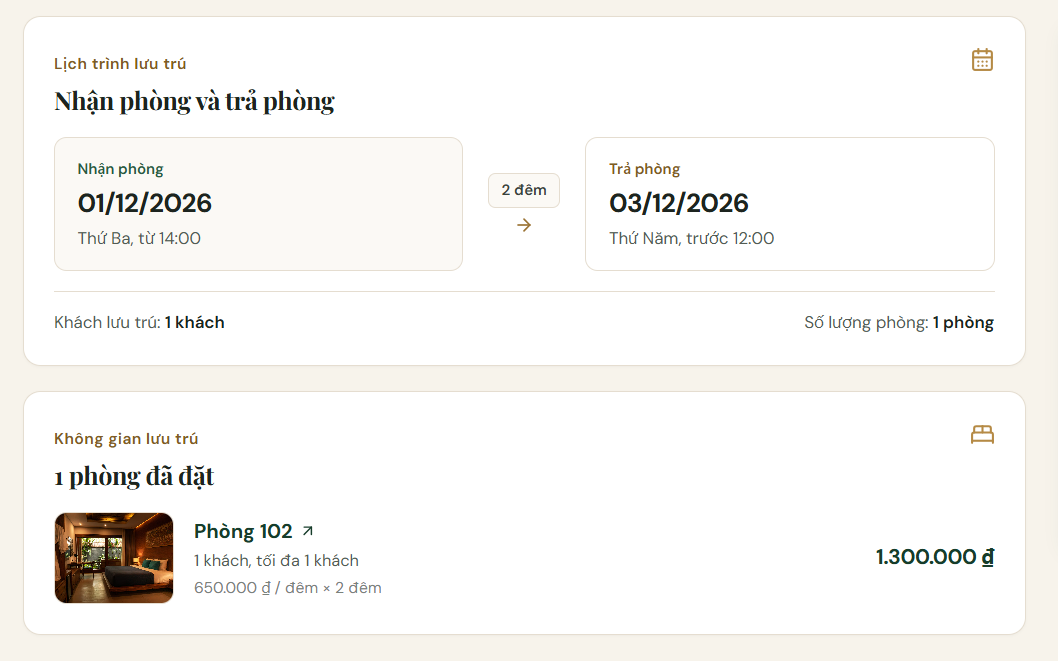 Lịch trình lưu trú
Nhận phòng và trả phòng
Nhận phòng
01/12/2026
Thứ Ba, từ 14:00
2 đêm
→
Trả phòng
03/12/2026
Thứ Năm, trước 12:00
Khách lưu trú: 1 khách
Số lượng phòng: 1 phòng
Không gian lưu trú
1 phòng đã đặt
Phòng 102 ↗
1 khách, tối đa 1 khách
650.000 ₫ / đêm × 2 đêm
1.300.000 ₫